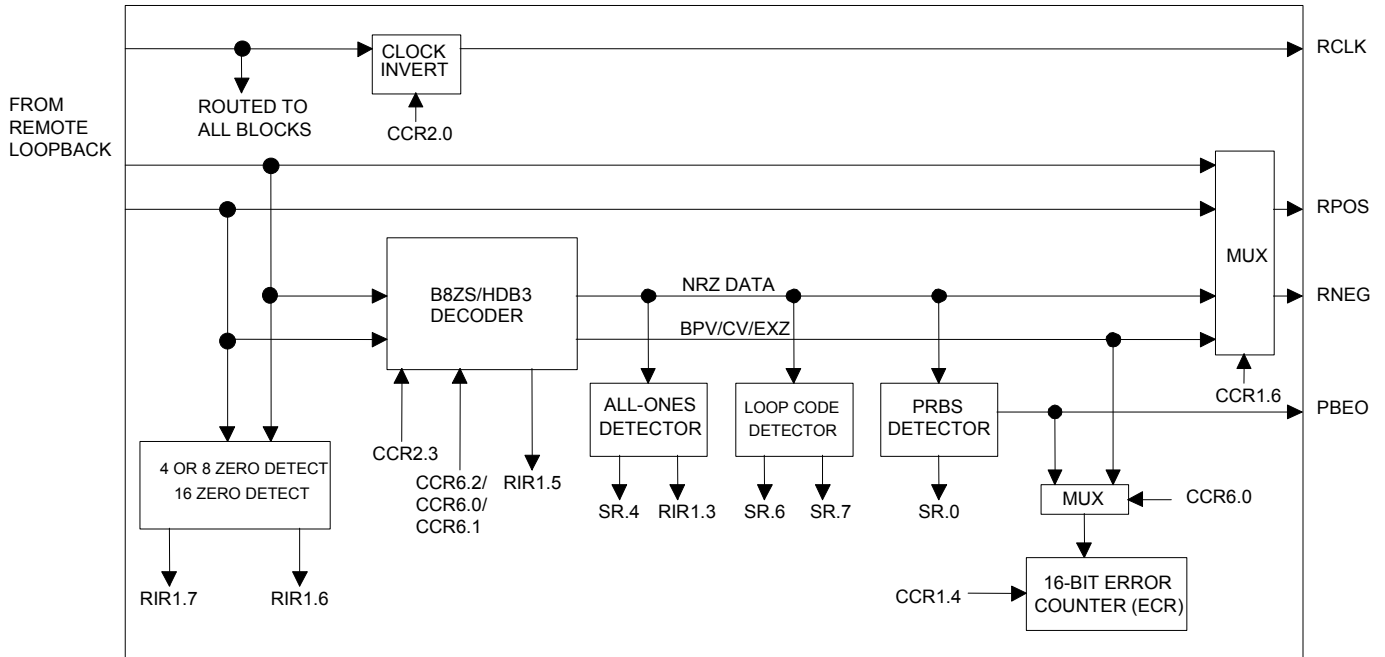 RCLK
CLOCK
INVERT
FROM
REMOTE
LOOPBACK
ROUTED TO
ALL BLOCKS
CCR2.0
RPOS
MUX
NRZ DATA
RNEG
B8ZS/HDB3
DECODER
BPV/CV/EXZ
CCR1.6
ALL-ONES
DETECTOR
LOOP CODE
DETECTOR
PRBS
DETECTOR
PBEO
4 OR 8 ZERO DETECT
16 ZERO DETECT
CCR2.3
CCR6.2/
CCR6.0/
CCR6.1
RIR1.5
SR.4
RIR1.3
SR.6
SR.7
SR.0
MUX
CCR6.0
RIR1.7
RIR1.6
CCR1.4
16-BIT ERROR
COUNTER (ECR)